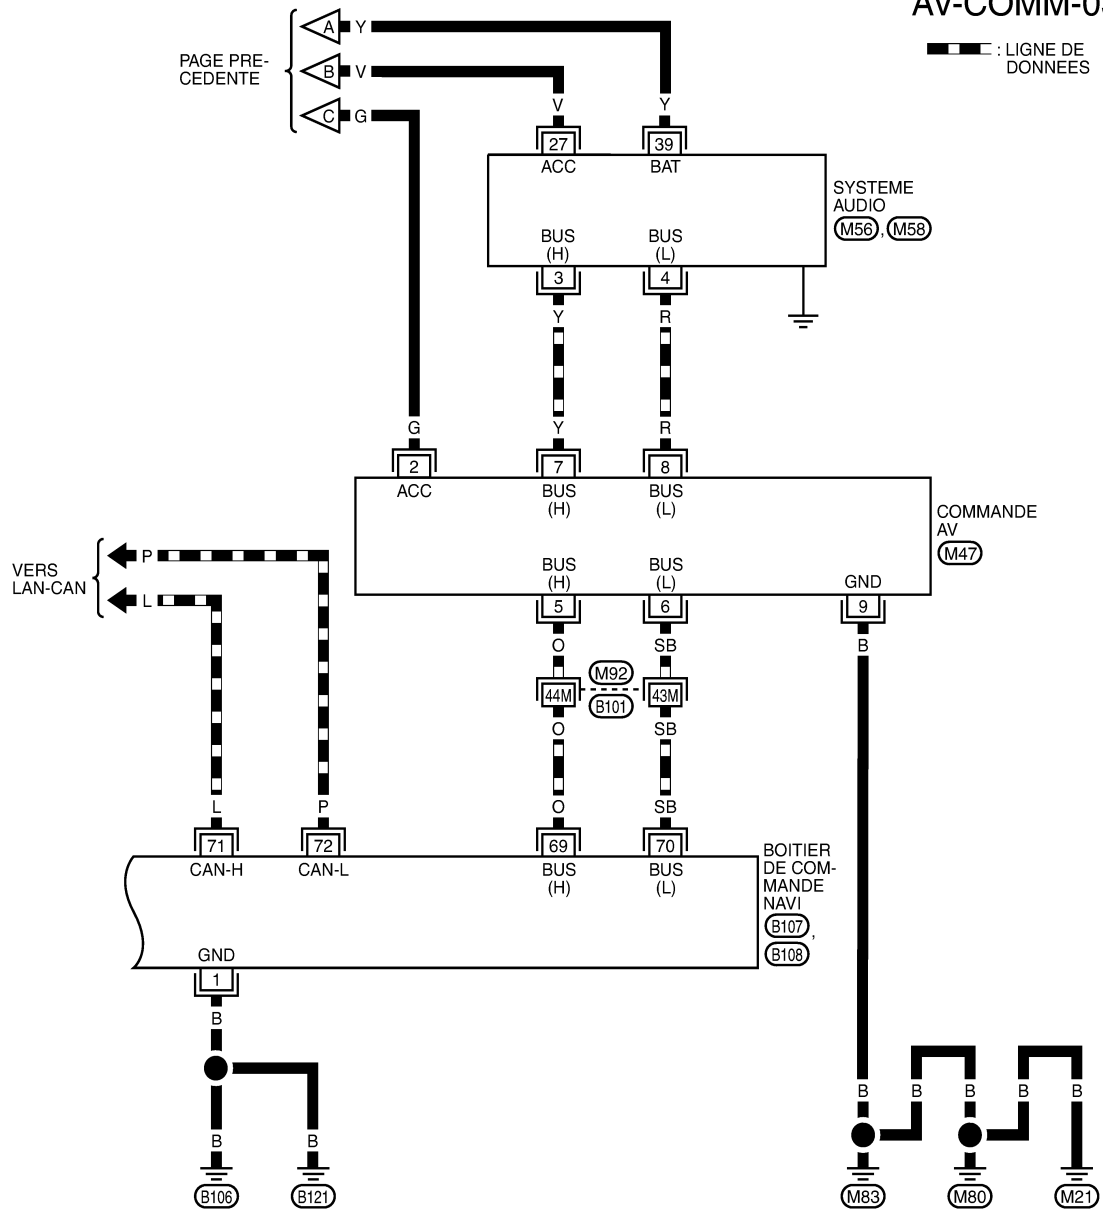 AV-COMM-03
: LIGNE DE
DONNEES
PAGE PRE-
CEDENTE
A Y
B V
C G
V Y
27 39
ACC BAT
SYSTEME
AUDIO
M56 , M58
BUS BUS
(H) (L)
3 4
Y R
G Y R
2 7 8
ACC BUS BUS
(H) (L)
COMMANDE
AV
M47
VERS
LAN-CAN
P
L
BUS BUS
(H) (L)
GND
5 6 9
O SB B
M92
44M 43M
B101
O SB
L P O SB
71 72 69 70
CAN-H CAN-L BUS BUS
(H) (L)
BOITIER
DE COM-
MANDE
NAVI
B107 ,
B108
GND
1
B
B B B B B
B B
B106 B121 M83 M80 M21